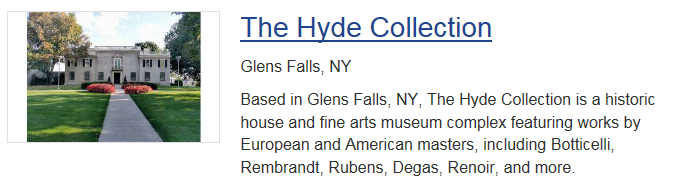 The Hyde Collection
Glens Falls, NY
Based in Glens Falls, NY, The Hyde Collection is a historic
house and fine arts museum complex featuring works by
European and American masters, including Botticelli,
Rembrandt, Rubens, Degas, Renoir, and more.